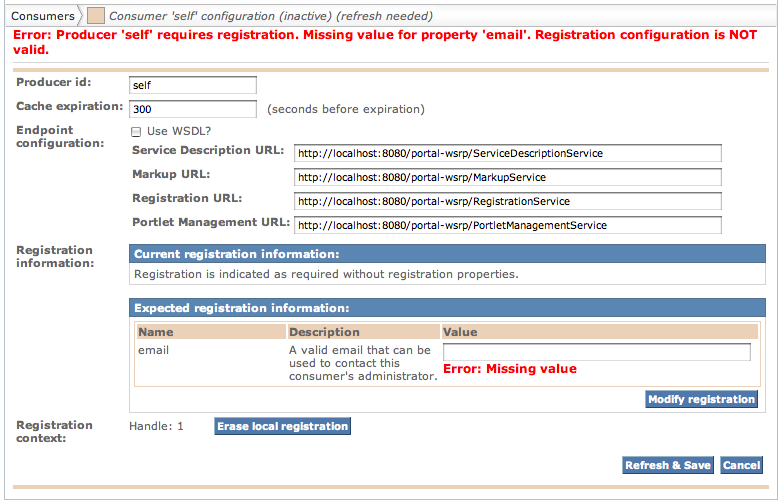 Consumers Consumer 'self' configuration (inactive) (refresh needed)
Error: Producer 'self' requires registration. Missing value for property 'email'. Registration configuration is NOT
valid.
Producer id: self
Cache expiration: 300 (seconds before expiration)
Endpoint
configuration:
Use WSDL?
Service Description URL: http://localhost:8080/portal-wsrp/ServiceDescriptionService
Markup URL: http://localhost:8080/portal-wsrp/MarkupService
Registration URL: http://localhost:8080/portal-wsrp/RegistrationService
Portlet Management URL: http://localhost:8080/portal-wsrp/PortletManagementService
Registration
information:
Current registration information:
Registration is indicated as required without registration properties.
Expected registration information:
Name Description Value
email
A valid email that can be
used to contact this
consumer's administrator.
Error: Missing value
Modify registration
Registration
context:
Handle: 1 Erase local registration
Refresh & Save Cancel